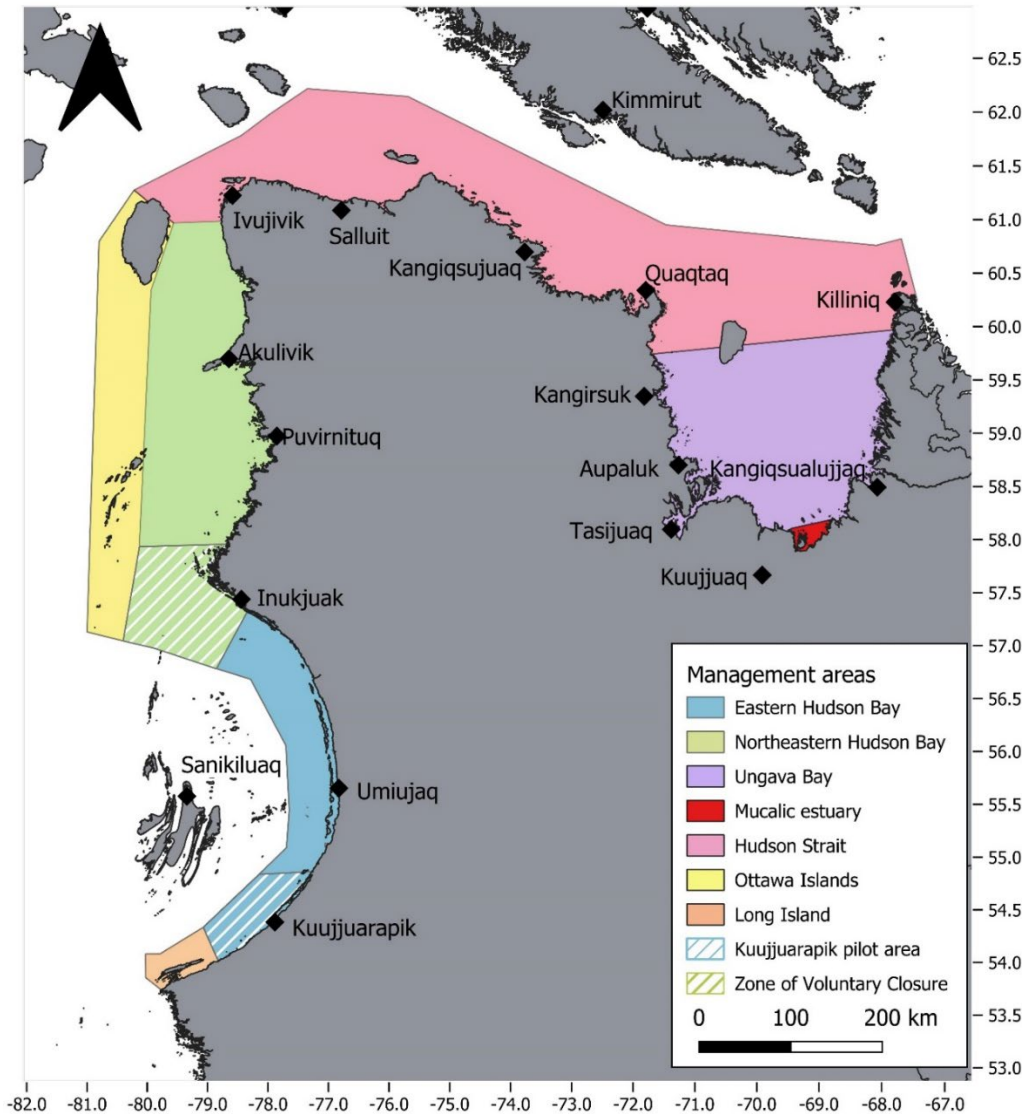 62.5
Kimmirut
62.0
61.5
Ivujivik
61.0
Salluit
Kangiqsujuaq
60.5
Quaqtaq
Killiniq
60.0
Akulivik
59.5
Kangirsuk
59.0
Puvirnituq
Aupaluk
Kangiqsualujjaq
58.5
Tasijuaq
58.0
Kuujjuaq
57.5
Inukjuak
57.0
Management areas
56.5
Eastern Hudson Bay
Northeastern Hudson Bay
56.0
Sanikiluaq
Umiujaq
Ungava Bay
55.5
Mucalic estuary
Hudson Strait
55.0
Ottawa Islands
54.5
Long Island
Kuujjuarapik
Kuujjuarapik pilot area
54.0
Zone of Voluntary Closure
0 100 200 km
53.5
53.0
-82.0 -81.0 -80.0 -79.0 -78.0 -77.0 -76.0 -75.0 -74.0 -73.0 -72.0 -71.0 -70.0 -69.0 -68.0 -67.0